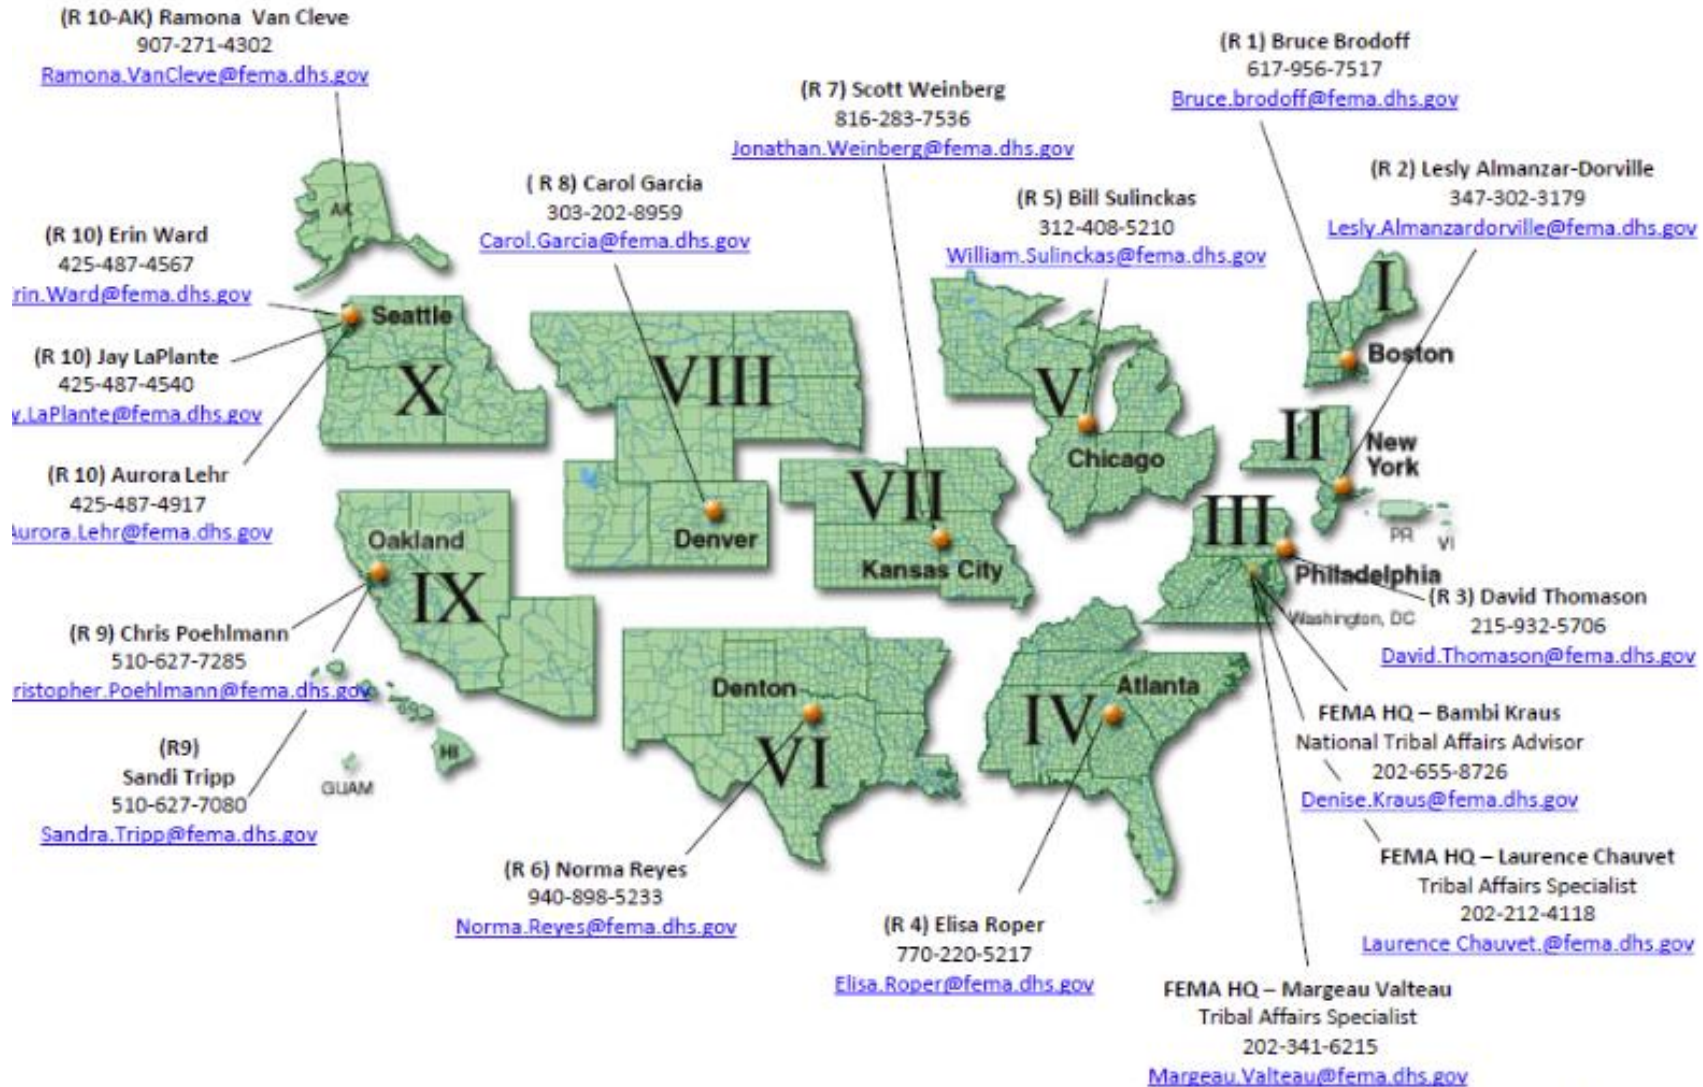 (R 10-AK) Ramona Van Cleve
907-271-4302
Ramona.VanCleve@fema.dhs.gov
(R 1) Bruce Brodoff
617-956-7517
Bruce.brodoff@fema.dhs.gov
(R 7) Scott Weinberg
816-283-7536
Jonathan.Weinberg@fema.dhs.gov
(R 2) Lesly Almanzar-Dorville
347-302-3179
Lesly.Almanzardorville@fema.dhs.gov
( R 8) Carol Garcia
303-202-8959
Carol.Garcia@fema.dhs.gov
(R 5) Bill Sulinckas
312-408-5210
William.Sulinckas@fema.dhs.gov
AK
(R 10) Erin Ward
425-487-4567
rin.Ward@fema.dhs.gov
(R 10) Jay LaPlante
425-487-4540
y.LaPlante@fema.dhs.gov
(R 10) Aurora Lehr
425-487-4917
Aurora.Lehr@fema.dhs.gov
Seattle
X
VIII
Denver
V
Chicago
I
Boston
II
New
York
PR
VI
VII
Kansas City
III
Philadelphia
Washington, DC
Oakland
IX
(R 9) Chris Poehlmann
510-627-7285
ristopher.Poehlmann@fema.dhs.gov
(R9)
Sandi Tripp
510-627-7080
Sandra.Tripp@fema.dhs.gov
HI
GUAM
Denton
VI
(R 6) Norma Reyes
940-898-5233
Norma.Reyes@fema.dhs.gov
Atlanta
IV
(R 4) Elisa Roper
770-220-5217
Elisa.Roper@fema.dhs.gov
(R 3) David Thomason
215-932-5706
David.Thomason@fema.dhs.gov
FEMA HQ – Bambi Kraus
National Tribal Affairs Advisor
202-655-8726
Denise.Kraus@fema.dhs.gov
FEMA HQ – Laurence Chauvet
Tribal Affairs Specialist
202-212-4118
Laurence Chauvet.@fema.dhs.gov
FEMA HQ – Margeau Valteau
Tribal Affairs Specialist
202-341-6215
Margeau.Valteau@fema.dhs.gov